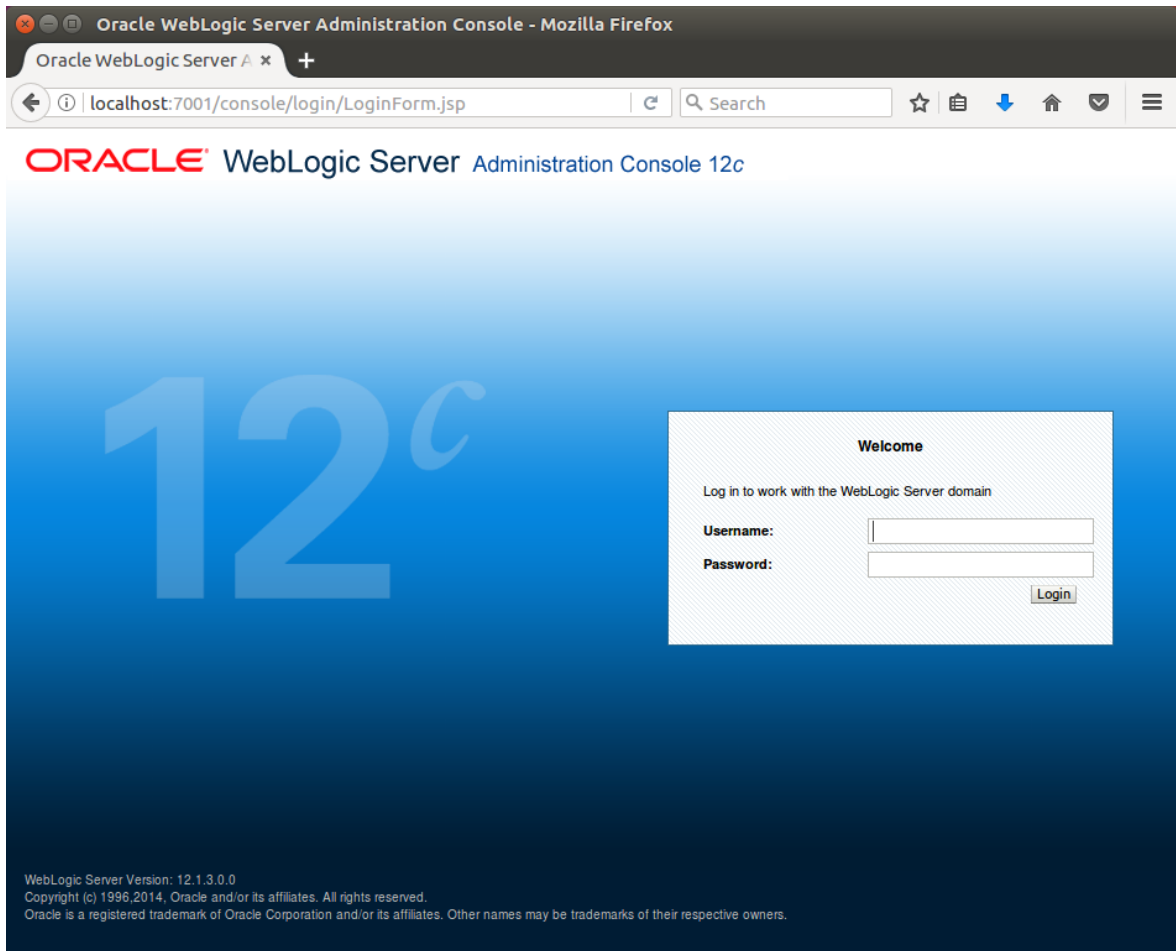 Oracle WebLogic Server Administration Console - Mozilla Firefox
Oracle WebLogic Server A
localhost:7001/console/login/LoginForm.jsp
Search
ORACLE WebLogic Server Administration Console 12c
12c
Welcome
Log in to work with the WebLogic Server domain
Username:
Password:
Login
WebLogic Server Version: 12.1.3.0.0
Copyright (c) 1996,2014, Oracle and/or its affiliates. All rights reserved.
Oracle is a registered trademark of Oracle Corporation and/or its affiliates. Other names may be trademarks of their respective owners.